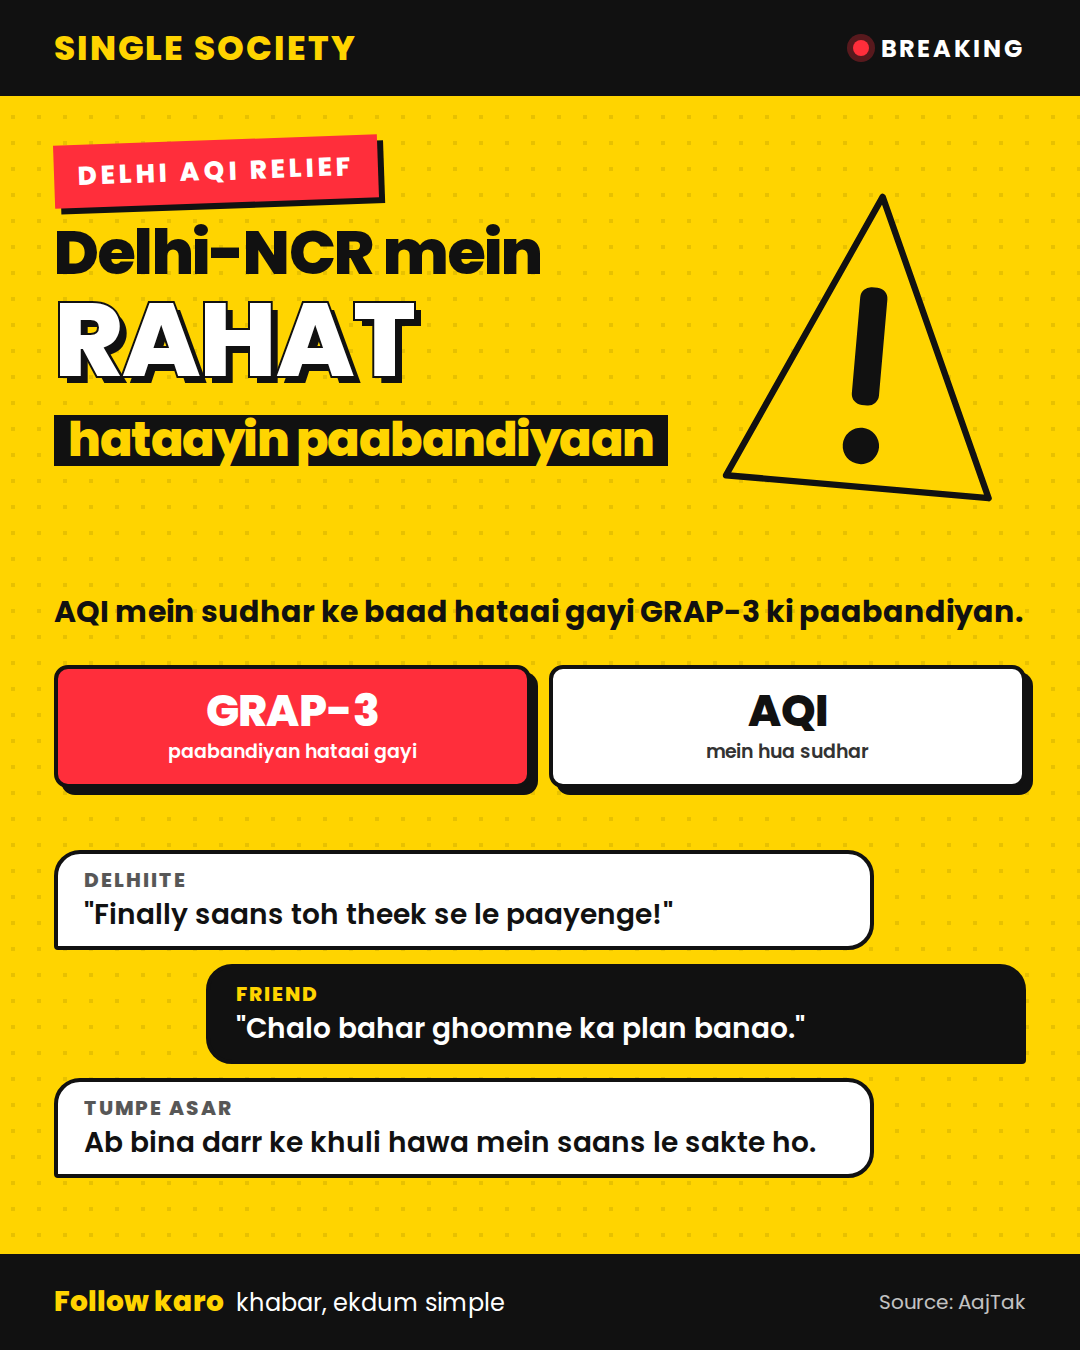 SINGLE SOCIETY
BREAKING
DELHI AQI RELIEF
Delhi-NCR mein
RAHAT
hataayin paabandiyaan
!
AQI mein sudhar ke baad hataai gayi GRAP-3 ki paabandiyan.
GRAP-3
paabandiyan hataai gayi
AQI
mein hua sudhar
DELHIITE
"Finally saans toh theek se le paayenge!"
FRIEND
"Chalo bahar ghoomne ka plan banao."
TUMPE ASAR
Ab bina darr ke khuli hawa mein saans le sakte ho.
Follow karo khabar, ekdum simple
Source: AajTak